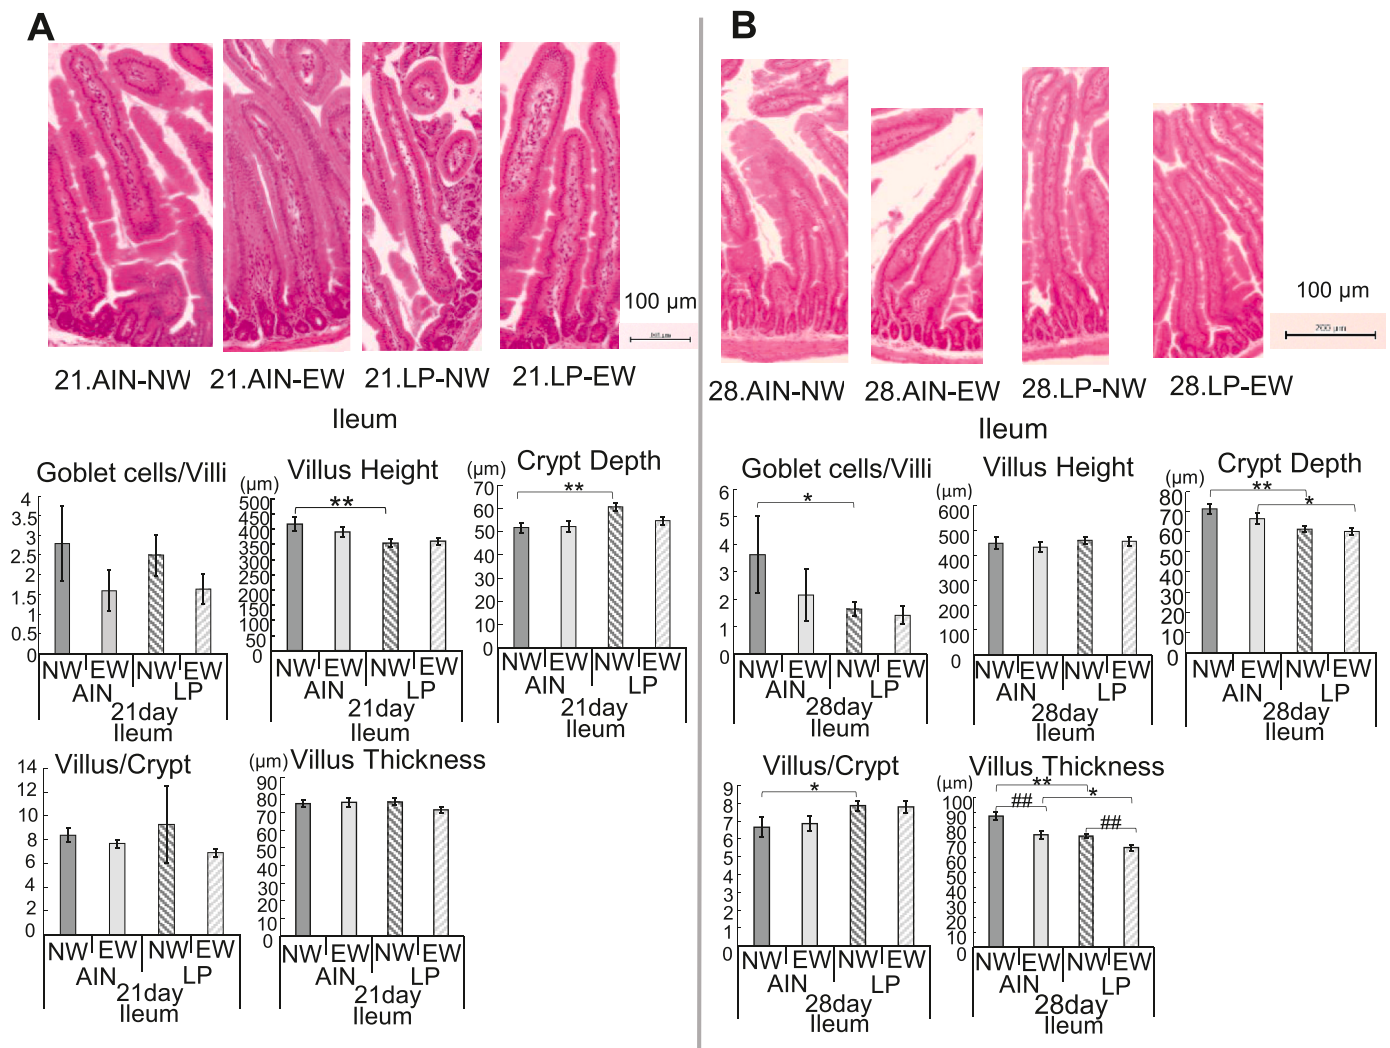 A
100 µm
21.AIN-NW 21.AIN-EW 21.LP-NW 21.LP-EW
Ileum
Goblet cells/Villi
4
3.5
3
2.5
2
1.5
1
0.5
0
NW EW NW EW
AIN LP
21day
Ileum
Villus Height
(µm)
500
450
400
350
300
250
200
150
100
50
0
**
NW EW NW EW
AIN LP
21day
Ileum
Crypt Depth
(µm)
70
60
50
40
30
20
10
0
**
NW EW NW EW
AIN LP
21day
Ileum
Villus/Crypt
14
12
10
8
6
4
2
0
NW EW NW EW
AIN LP
21day
Ileum
Villus Thickness
(µm)
90
80
70
60
50
40
30
20
10
0
NW EW NW EW
AIN LP
21day
Ileum
B
100 µm
200 µm
28.AIN-NW 28.AIN-EW 28.LP-NW 28.LP-EW
Ileum
Goblet cells/Villi
6
5
4
3
2
1
0
*
NW EW NW EW
AIN LP
28day
Ileum
Villus Height
(µm)
600
500
400
300
200
100
0
NW EW NW EW
AIN LP
28day
Ileum
Crypt Depth
(µm)
80
70
60
50
40
30
20
10
0
**
*
NW EW NW EW
AIN LP
28day
Ileum
Villus/Crypt
9
8
7
6
5
4
3
2
1
0
*
NW EW NW EW
AIN LP
28day
Ileum
Villus Thickness
(µm)
100
90
80
70
60
50
40
30
20
10
0
**
*
##
##
NW EW NW EW
AIN LP
28day
Ileum